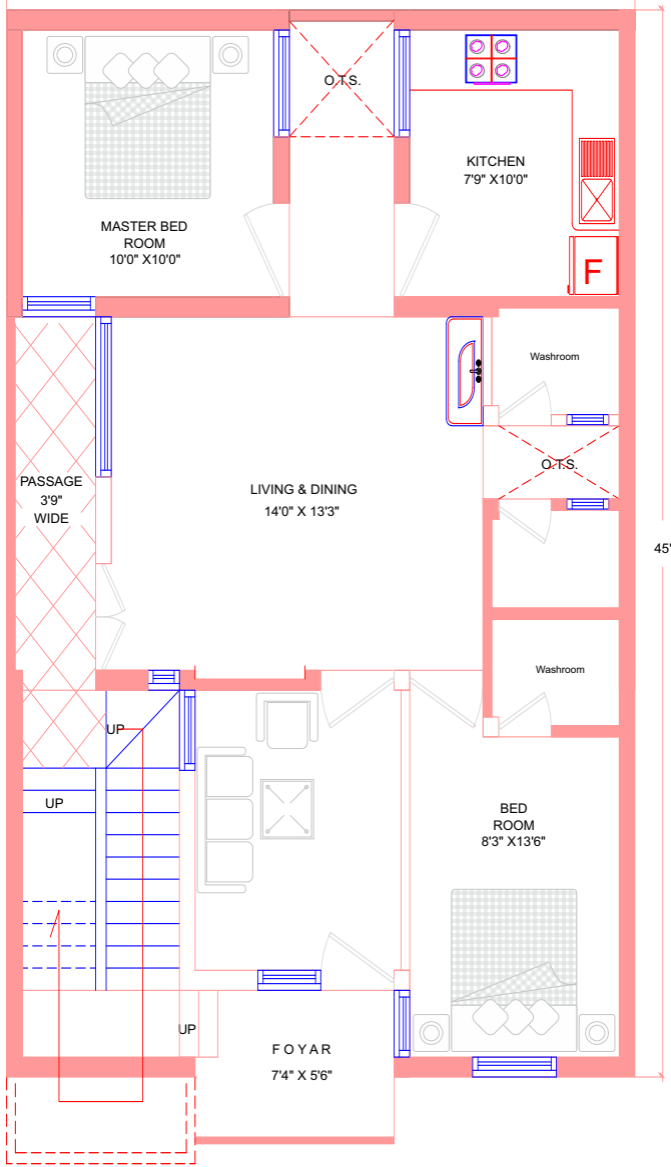 O.T.S.
KITCHEN
7'9" X10'0"
MASTER BED
ROOM
10'0" X10'0"
F
Washroom
O.T.S.
PASSAGE
3'9"
WIDE
LIVING & DINING
14'0" X 13'3"
45'
Washroom
UP
UP
BED
ROOM
8'3" X13'6"
UP
FOYAR
7'4" X 5'6"